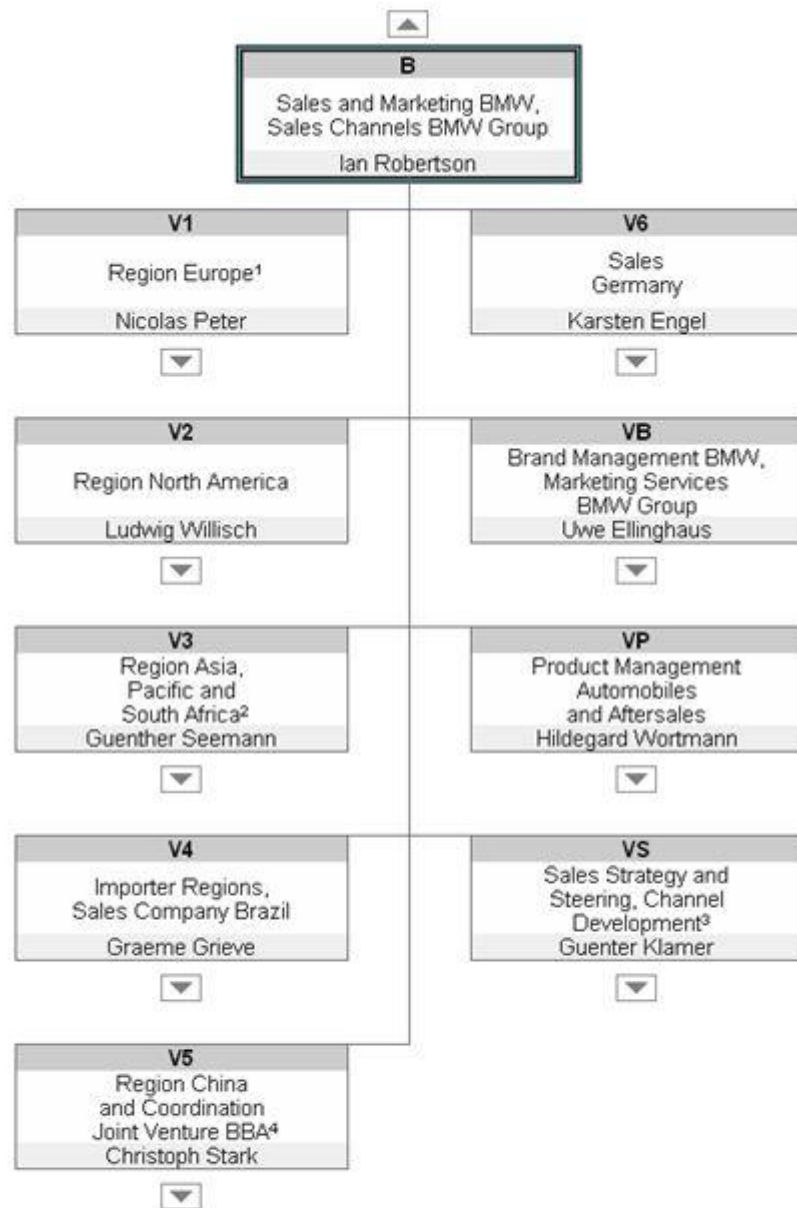 B
Sales and Marketing BMW,
Sales Channels BMW Group
Ian Robertson
V1
Region Europe¹
Nicolas Peter
V6
Sales
Germany
Karsten Engel
V2
Region North America
Ludwig Willisch
VB
Brand Management BMW,
Marketing Services
BMW Group
Uwe Ellinghaus
V3
Region Asia,
Pacific and
South Africa²
Guenther Seemann
VP
Product Management
Automobiles
and Aftersales
Hildegard Wortmann
V4
Importer Regions,
Sales Company Brazil
Graeme Grieve
VS
Sales Strategy and
Steering, Channel
Development³
Guenter Klamer
V5
Region China
and Coordination
Joint Venture BBA⁴
Christoph Stark